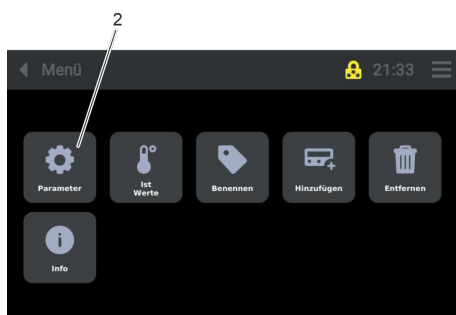 2
Menü
21:33
Parameter
Ist
Werte
Benennen
Hinzufügen
Entfernen
Info